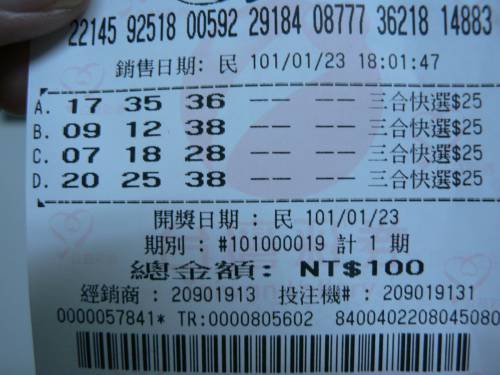 22145 92518 00592 29184 08777 36218 14883
銷售日期: 民 101/01/23 18:01:47
A. 17 35 36 -- -- 三合快選$25
B. 09 12 38 -- -- 三合快選$25
C. 07 18 28 -- -- 三合快選$25
D. 20 25 38 -- -- 三合快選$25
開獎日期 : 民 101/01/23
期別 : #101000019 計 1 期
總金額: NT$100
經銷商 : 20901913 投注機# : 209019131
0000057841* TR:0000805602 8400402208045080